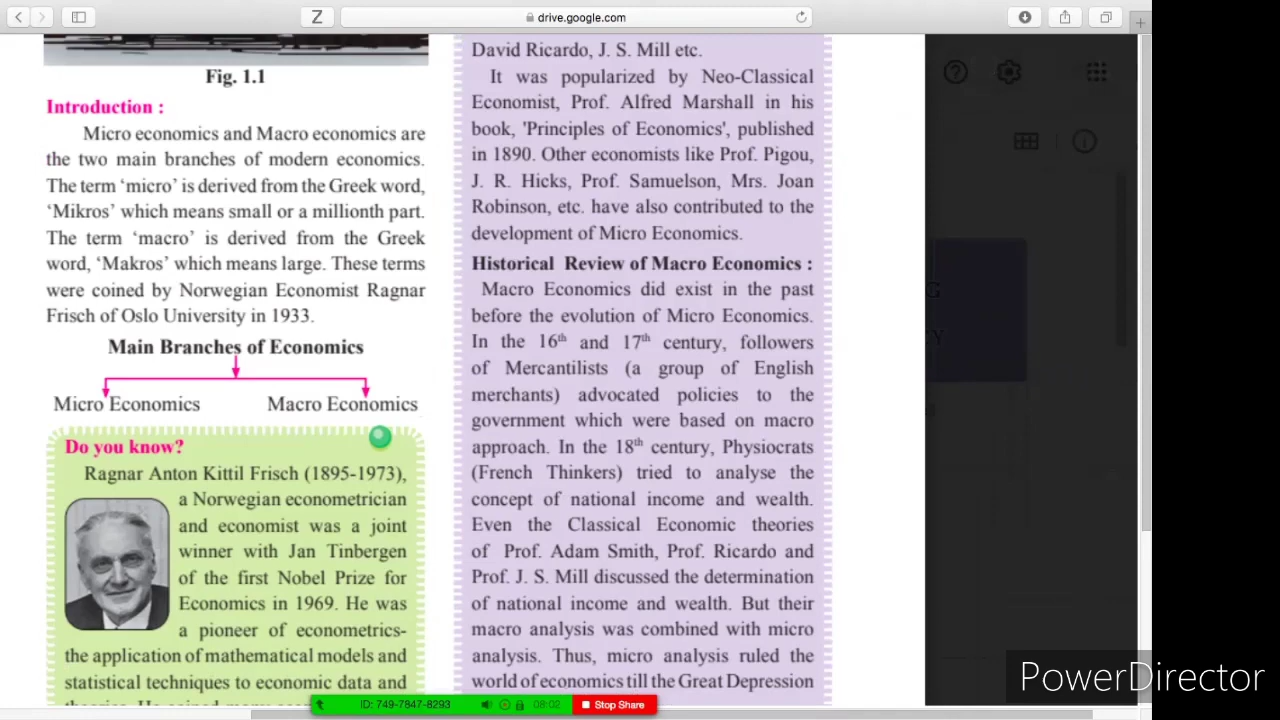 drive.google.com
Fig. 1.1
Introduction :
Micro economics and Macro economics are
the two main branches of modern economics.
The term ‘micro’ is derived from the Greek word,
‘Mikros’ which means small or a millionth part.
The term ‘macro’ is derived from the Greek
word, ‘Makros’ which means large. These terms
were coined by Norwegian Economist Ragnar
Frisch of Oslo University in 1933.
Main Branches of Economics
Micro Economics Macro Economics
Do you know?
Ragnar Anton Kittil Frisch (1895-1973),
a Norwegian econometrician
and economist was a joint
winner with Jan Tinbergen
of the first Nobel Prize for
Economics in 1969. He was
a pioneer of econometrics-
the application of mathematical models and
statistical techniques to economic data and
David Ricardo, J. S. Mill etc.
It was popularized by Neo-Classical
Economist, Prof. Alfred Marshall in his
book, 'Principles of Economics', published
in 1890. Other economists like Prof. Pigou,
J. R. Hicks, Prof. Samuelson, Mrs. Joan
Robinson, etc. have also contributed to the
development of Micro Economics.
Historical Review of Macro Economics :
Macro Economics did exist in the past
before the evolution of Micro Economics.
In the 16th and 17th century, followers
of Mercantilists (a group of English
merchants) advocated policies to the
government which were based on macro
approach. In the 18th century, Physiocrats
(French Thinkers) tried to analyse the
concept of national income and wealth.
Even the Classical Economic theories
of Prof. Adam Smith, Prof. Ricardo and
Prof. J. S. Mill discussed the determination
of national income and wealth. But their
macro analysis was combined with micro
analysis. Thus, micro analysis ruled the
world of economics till the Great Depression
ID: 749-7847-8293 08:02 Stop Share
PowerDirector